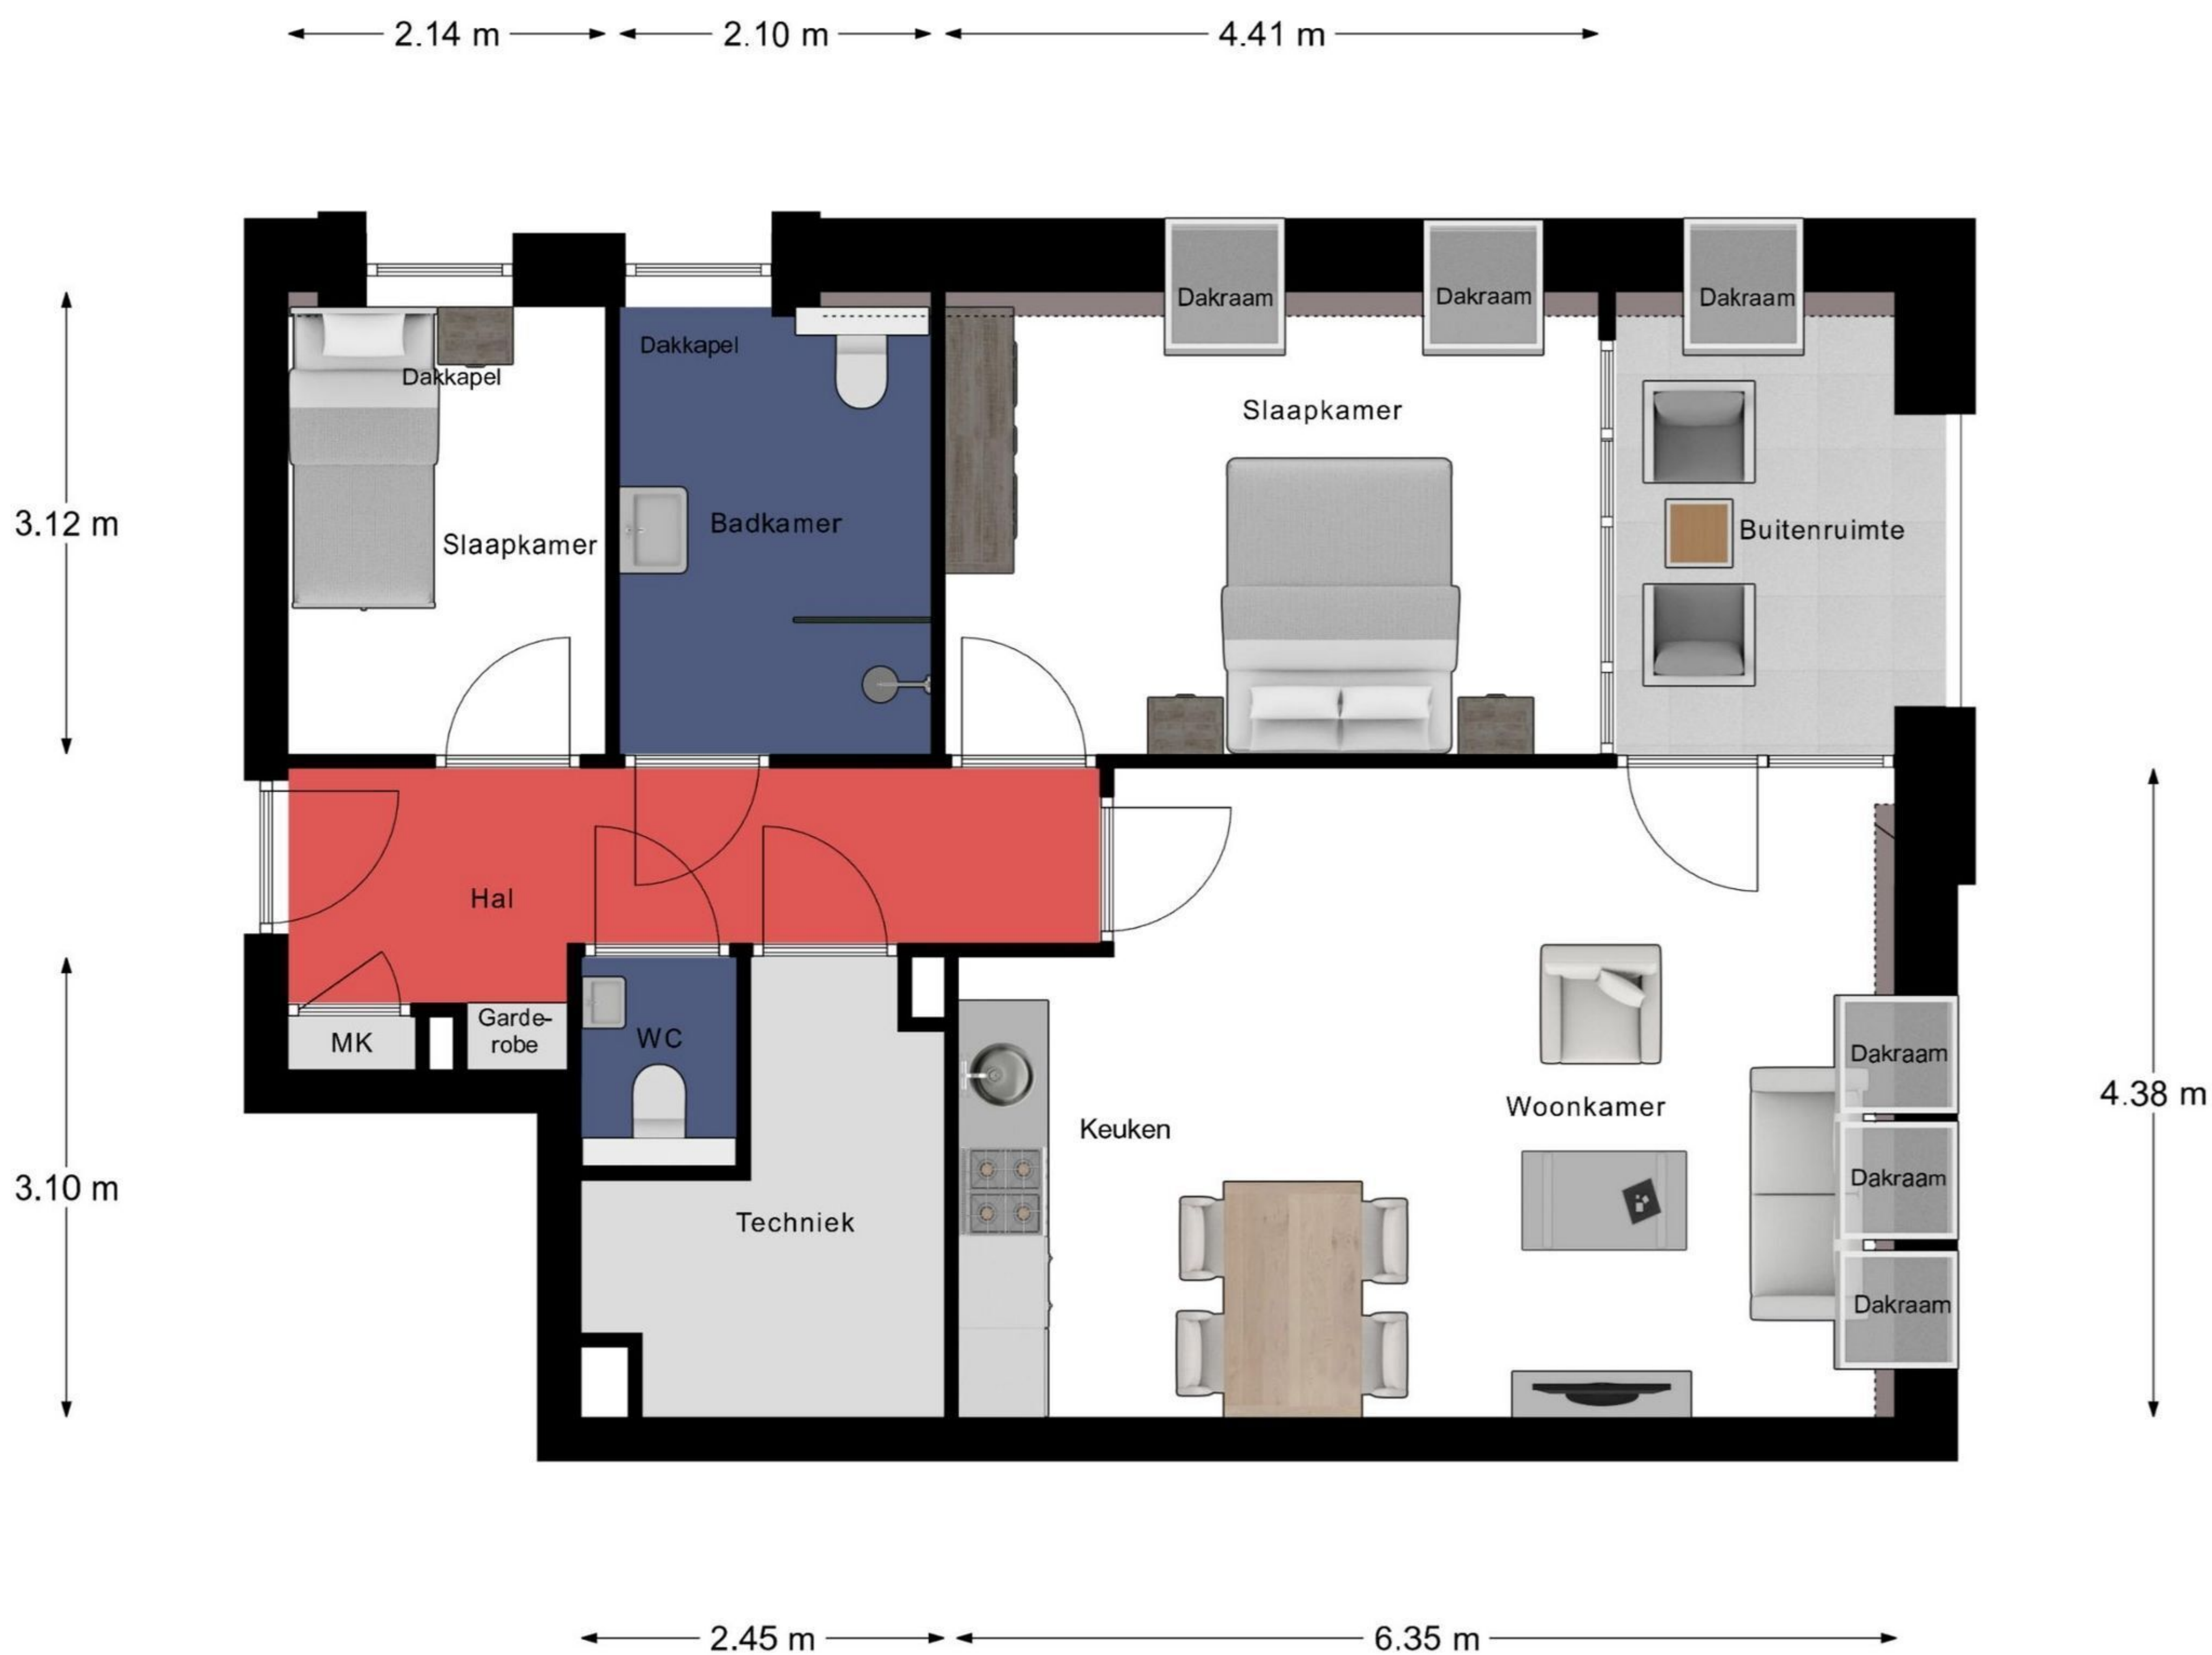 2.14 m
2.10 m
4.41 m
Dakraam
Dakraam
Dakraam
Dakkapel
Dakkapel
Slaapkamer
3.12 m
Badkamer
Buitenruimte
Slaapkamer
Hal
Garde-
robe
MK
WC
Dakraam
4.38 m
Woonkamer
Keuken
Dakraam
3.10 m
Techniek
Dakraam
2.45 m
6.35 m